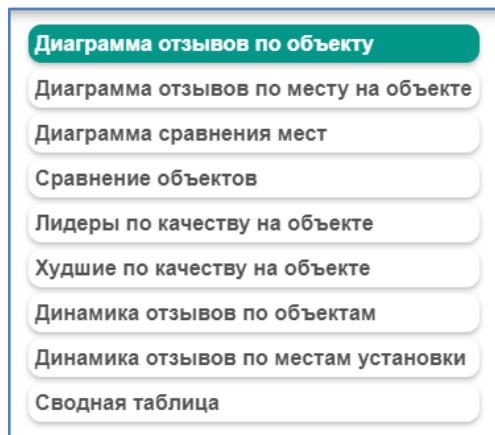 Диаграмма отзывов по объекту
Диаграмма отзывов по месту на объекте
Диаграмма сравнения мест
Сравнение объектов
Лидеры по качеству на объекте
Худшие по качеству на объекте
Динамика отзывов по объектам
Динамика отзывов по местам установки
Сводная таблица